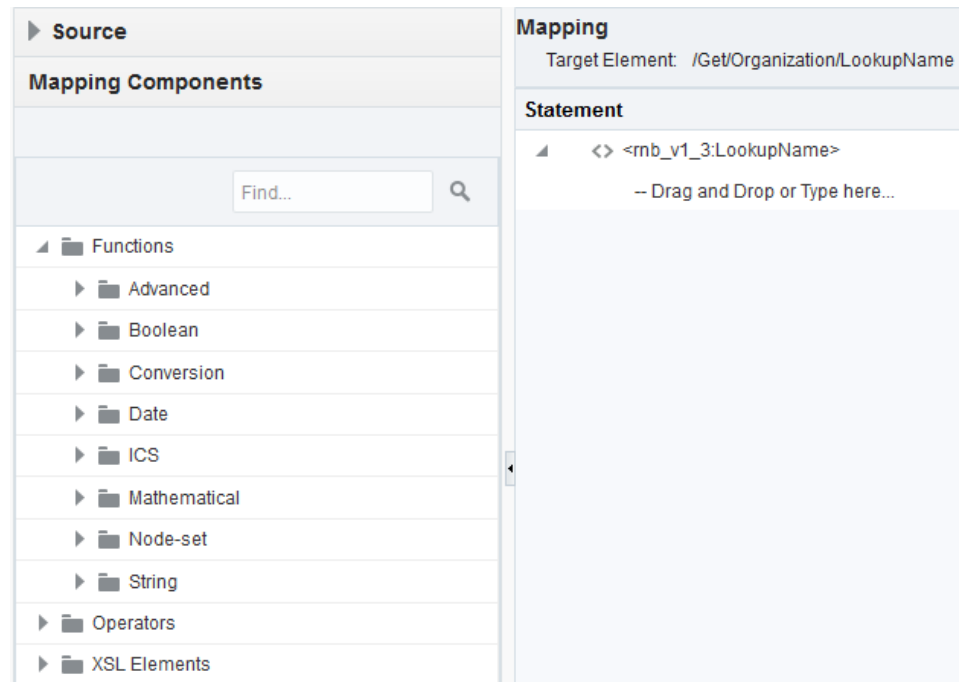 Source
Mapping Components
Find...
Functions
Advanced
Boolean
Conversion
Date
ICS
Mathematical
Node-set
String
Operators
XSL Elements
Mapping
Target Element: /Get/Organization/LookupName
Statement
<> <rnb_v1_3:LookupName>
-- Drag and Drop or Type here...